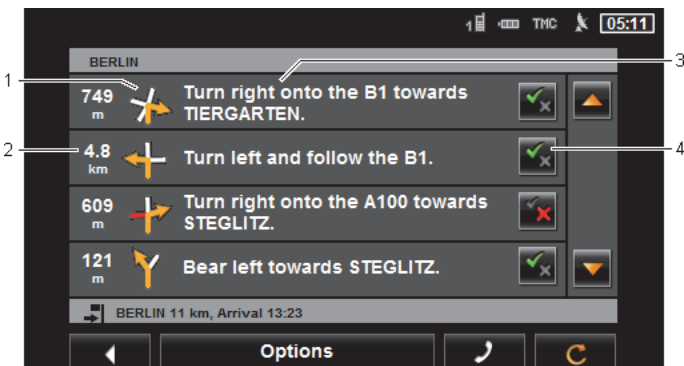 1 TMC 05:11
BERLIN
1
3
749
m
Turn right onto the B1 towards
TIERGARTEN.
2
4.8
km
Turn left and follow the B1.
4
609
m
Turn right onto the A100 towards
STEGLITZ.
121
m
Bear left towards STEGLITZ.
BERLIN 11 km, Arrival 13:23
Options